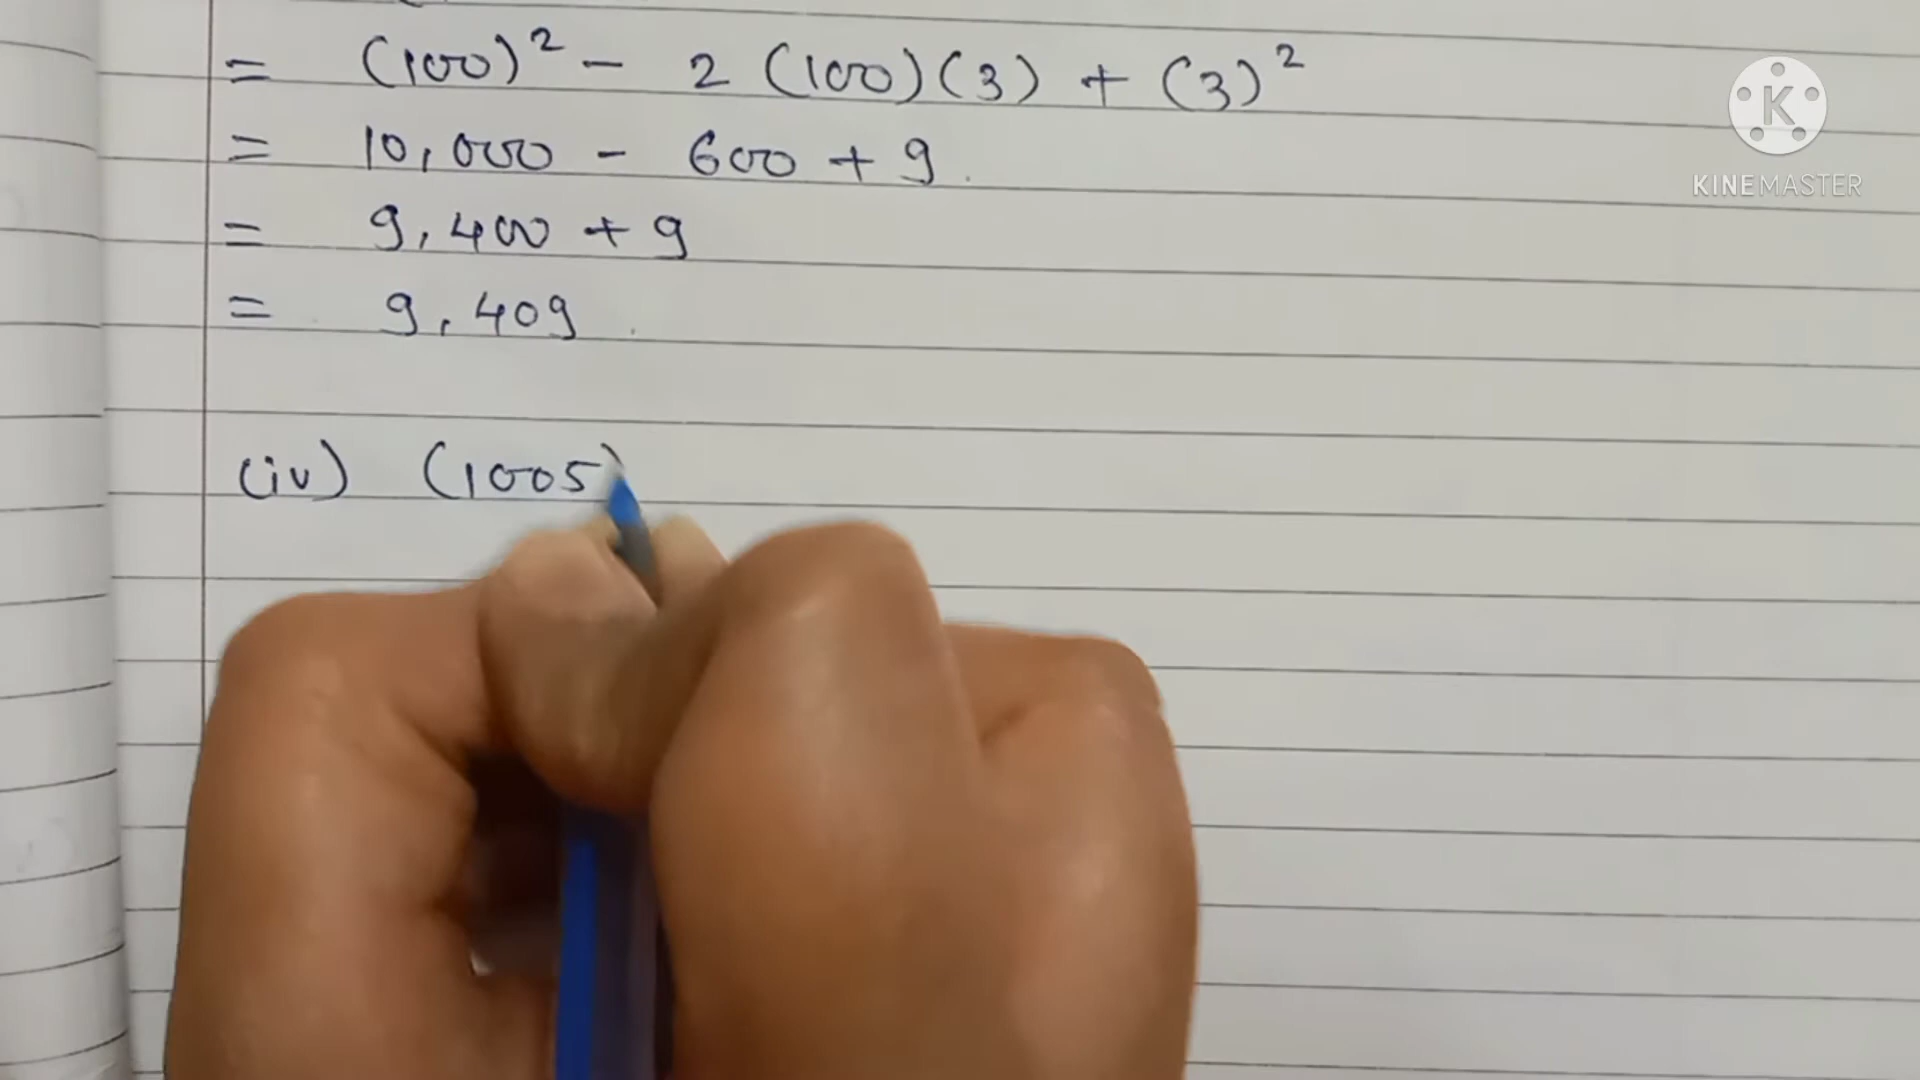 = (100)² - 2 (100)(3) + (3)²
= 10,000 - 600 + 9
= 9,400 + 9
= 9,409
(iv) (1005)
K
KINEMASTER